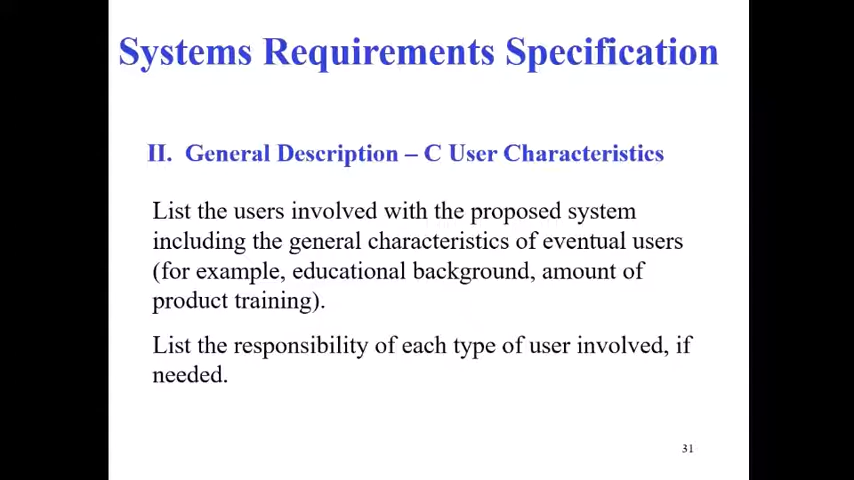 Systems Requirements Specification
II. General Description – C User Characteristics
List the users involved with the proposed system
including the general characteristics of eventual users
(for example, educational background, amount of
product training).
List the responsibility of each type of user involved, if
needed.
31